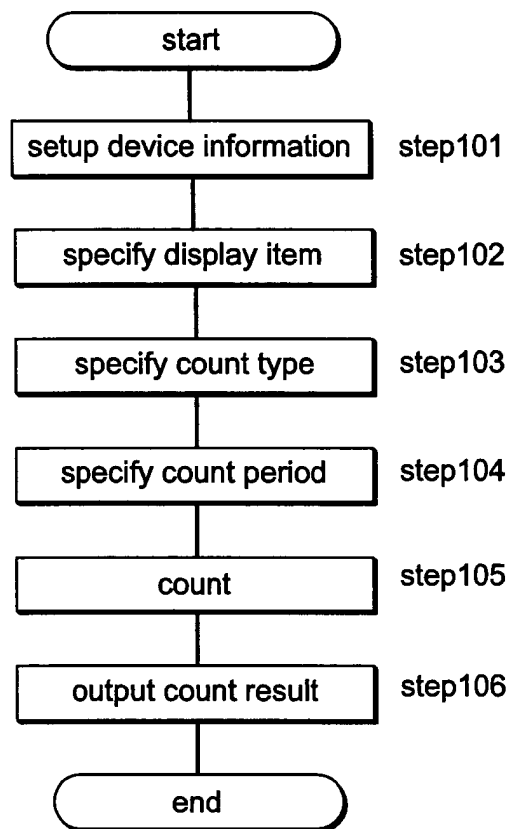 start
setup device information step101
specify display item step102
specify count type step103
specify count period step104
count step105
output count result step106
end